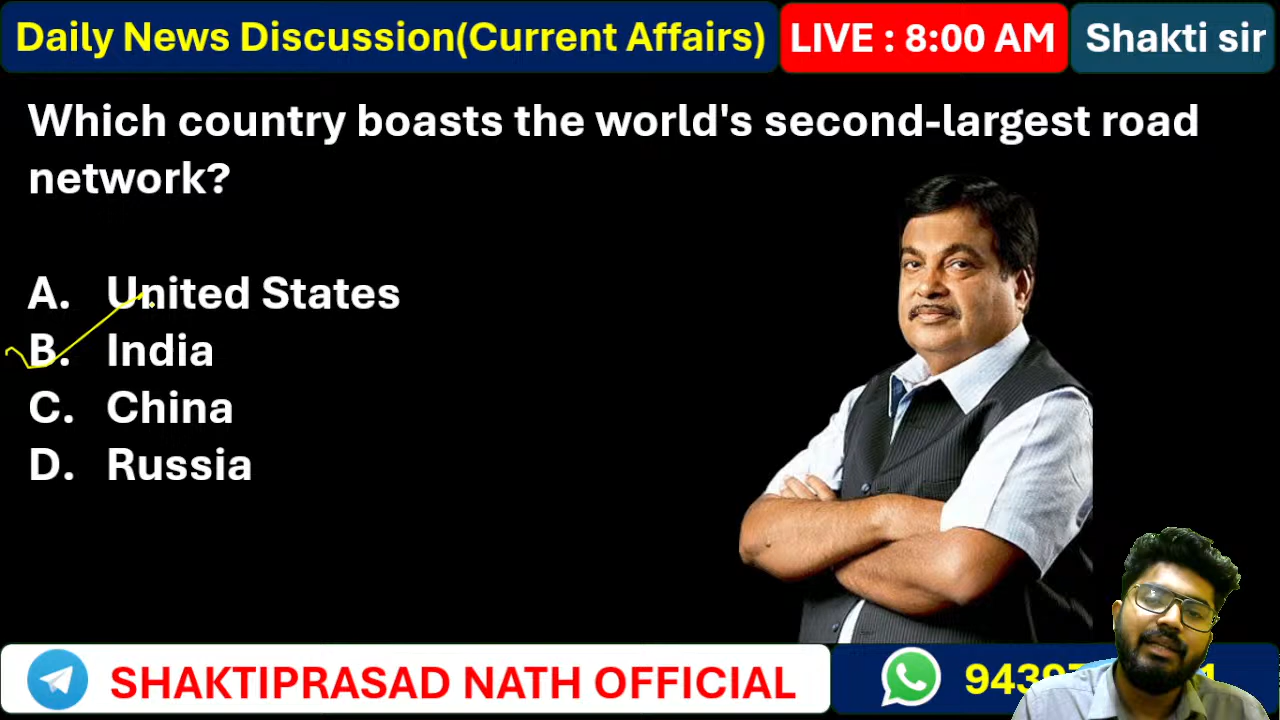 Daily News Discussion(Current Affairs)
LIVE : 8:00 AM
Shakti sir
Which country boasts the world's second-largest road
network?
A. United States
B. India
C. China
D. Russia
SHAKTIPRASAD NATH OFFICIAL